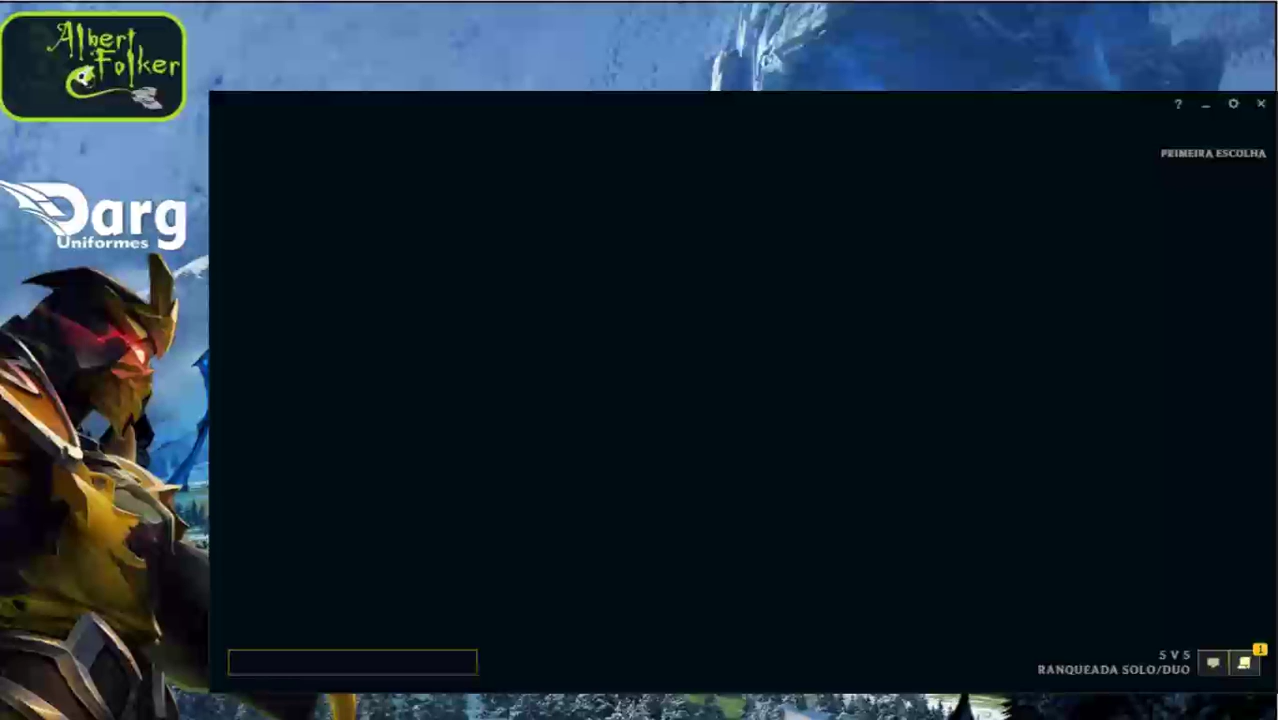 Albert
Folker
Darg
Uniformes
?
PRIMEIRA ESCOLHA
5 V 5
RANQUEADA SOLO/DUO
1